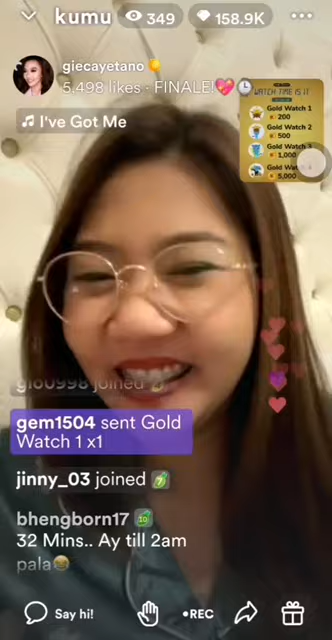 kumu 349 158.9K
giecayetano
5,498 likes · FINALE!
I've Got Me
WATCH TIME IS IT
Gold Watch 1
200
Gold Watch 2
500
Gold Watch 3
1,000
5,000
joined
gem1504 sent Gold
Watch 1 x1
jinny_03 joined
bhengborn17 10
32 Mins.. Ay till 2am
pala
Say hi!
•REC